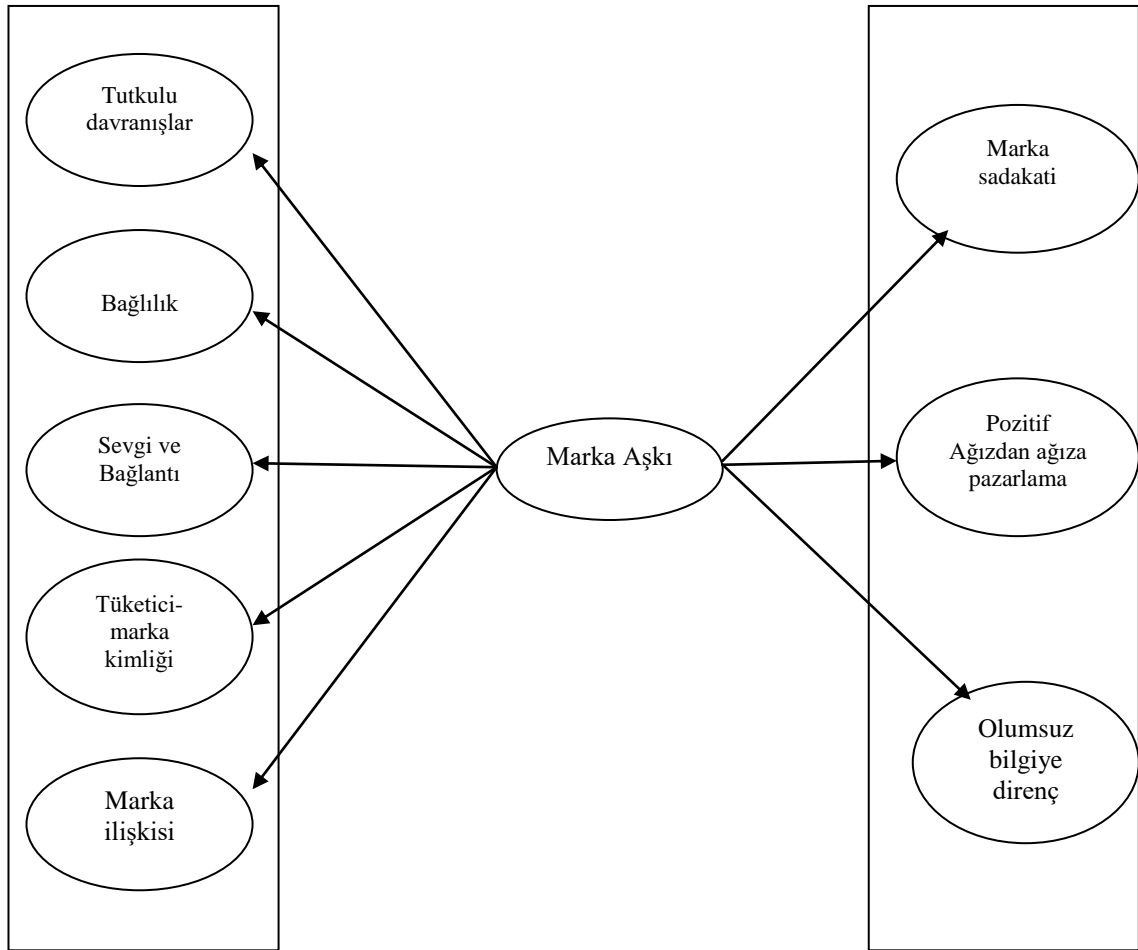 Tutkulu
davranışlar
Bağlılık
Sevgi ve
Bağlantı
Tüketici-
marka
kimliği
Marka
ilişkisi
Marka Aşkı
Marka
sadakati
Pozitif
Ağızdan ağıza
pazarlama
Olumsuz
bilgiye
direnç